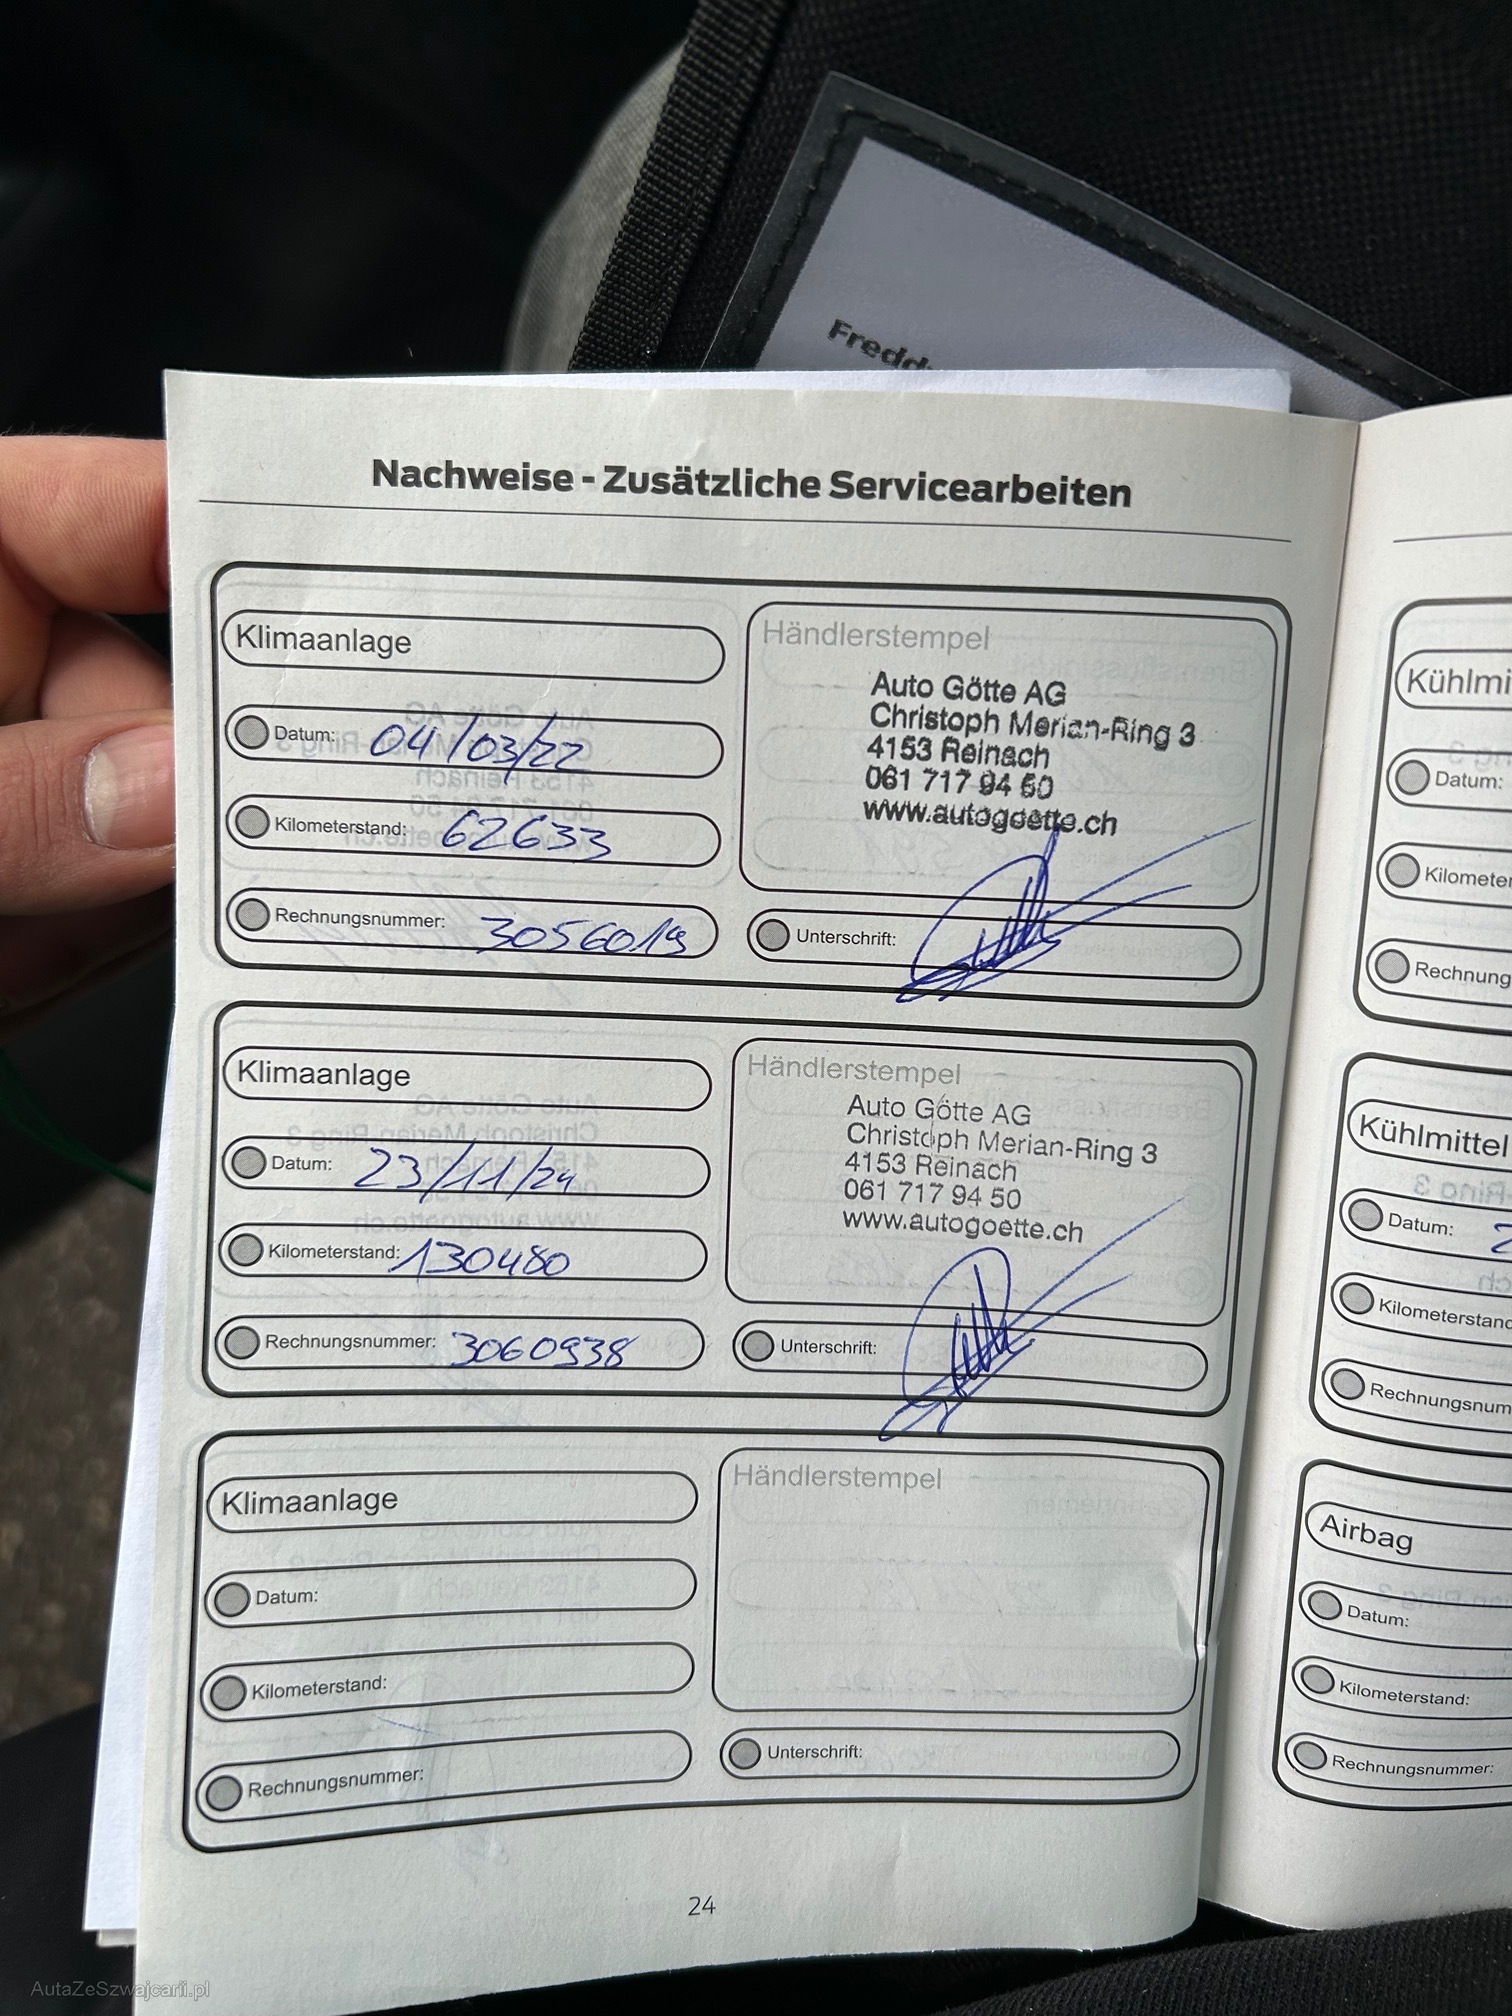 Fredd
Nachweise - Zusätzliche Servicearbeiten
Klimaanlage
Datum: 04/03/22
Kilometerstand: 62633
Rechnungsnummer: 3056019
Händlerstempel
Auto Götte AG
Christoph Merian-Ring 3
4153 Reinach
061 717 94 50
www.autogoette.ch
Unterschrift:
Klimaanlage
Datum: 23/11/24
Kilometerstand: 130480
Rechnungsnummer: 3060938
Händlerstempel
Auto Götte AG
Christoph Merian-Ring 3
4153 Reinach
061 717 94 50
www.autogoette.ch
Unterschrift:
Klimaanlage
Datum:
Kilometerstand:
Rechnungsnummer:
Händlerstempel
Unterschrift:
24
Kühlmi
Datum:
Kilometer
Rechnung
Kühlmittel
Datum: 2
Kilometerstand
Rechnungsnum
Airbag
Datum:
Kilometerstand:
Rechnungsnummer:
AutaZeSzwajcarii.pl